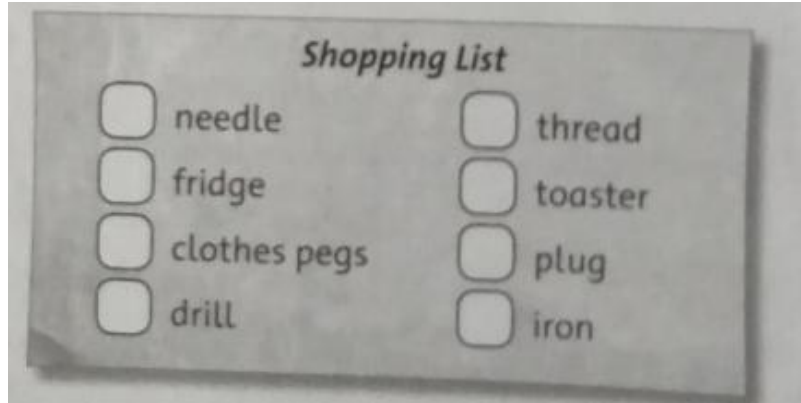 Shopping List
needle
fridge
clothes pegs
drill
thread
toaster
plug
iron